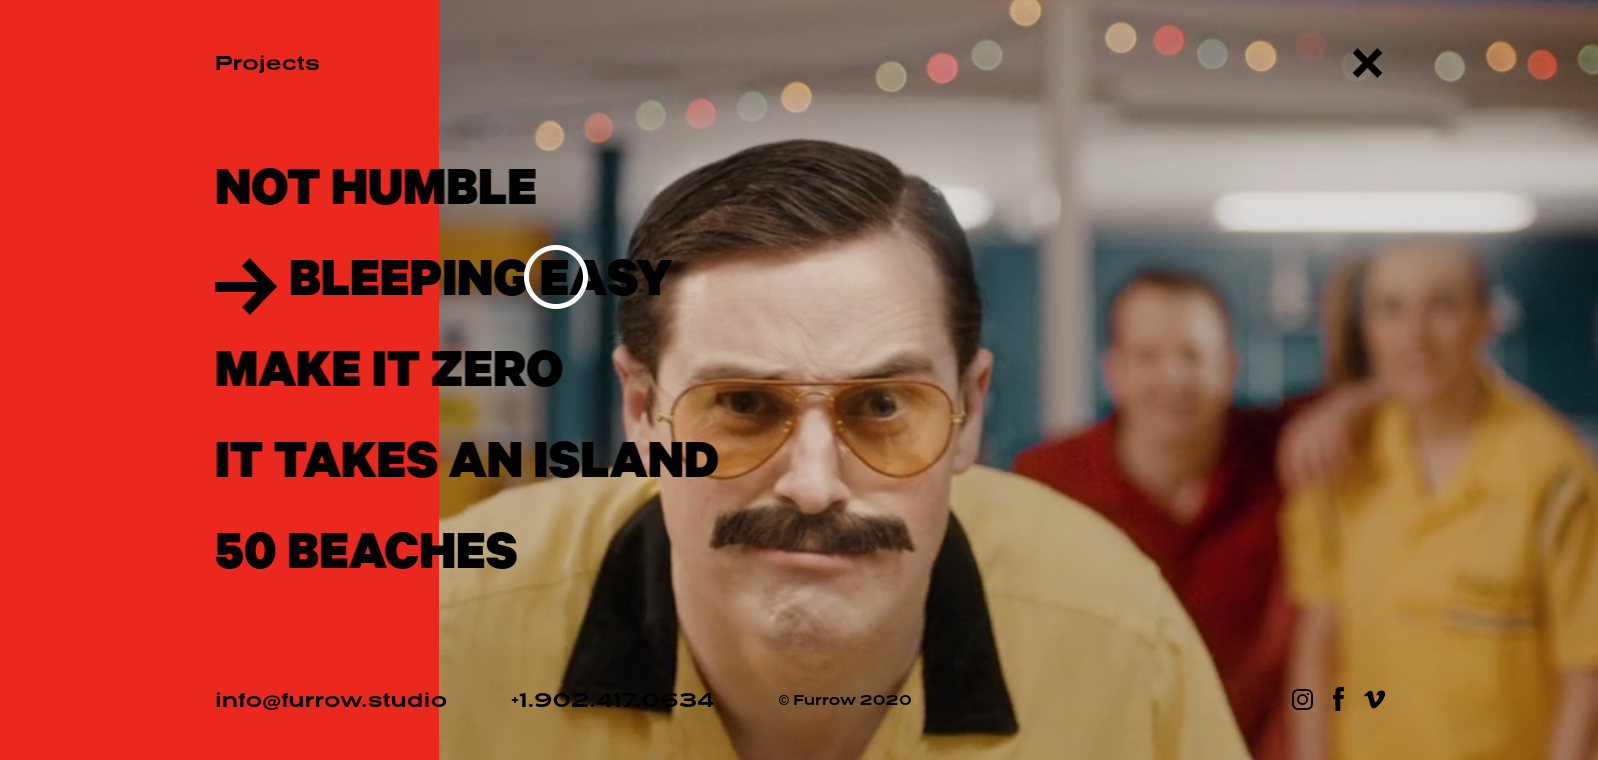 Projects
NOT HUMBLE
BLEEPING EASY
MAKE IT ZERO
IT TAKES AN ISLAND
50 BEACHES
info@furrow.studio +1.902.417.0634 © Furrow 2020